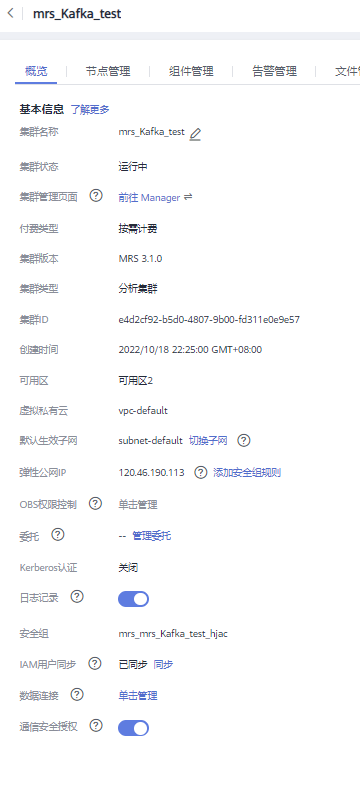 mrs_Kafka_test
概览 节点管理 组件管理 告警管理 文件
基本信息 了解更多
集群名称 mrs_Kafka_test
集群状态 运行中
集群管理页面 前往 Manager
付费类型 按需计费
集群版本 MRS 3.1.0
集群类型 分析集群
集群ID e4d2cf92-b5d0-4807-9b00-fd311e0e9e57
创建时间 2022/10/18 22:25:00 GMT+08:00
可用区 可用区2
虚拟私有云 vpc-default
默认生效子网 subnet-default 切换子网
弹性公网IP 120.46.190.113 添加安全组规则
OBS权限控制 单击管理
委托 -- 管理委托
Kerberos认证 关闭
日志记录
安全组 mrs_mrs_Kafka_test_hjac
IAM用户同步 已同步 同步
数据连接 单击管理
通信安全授权